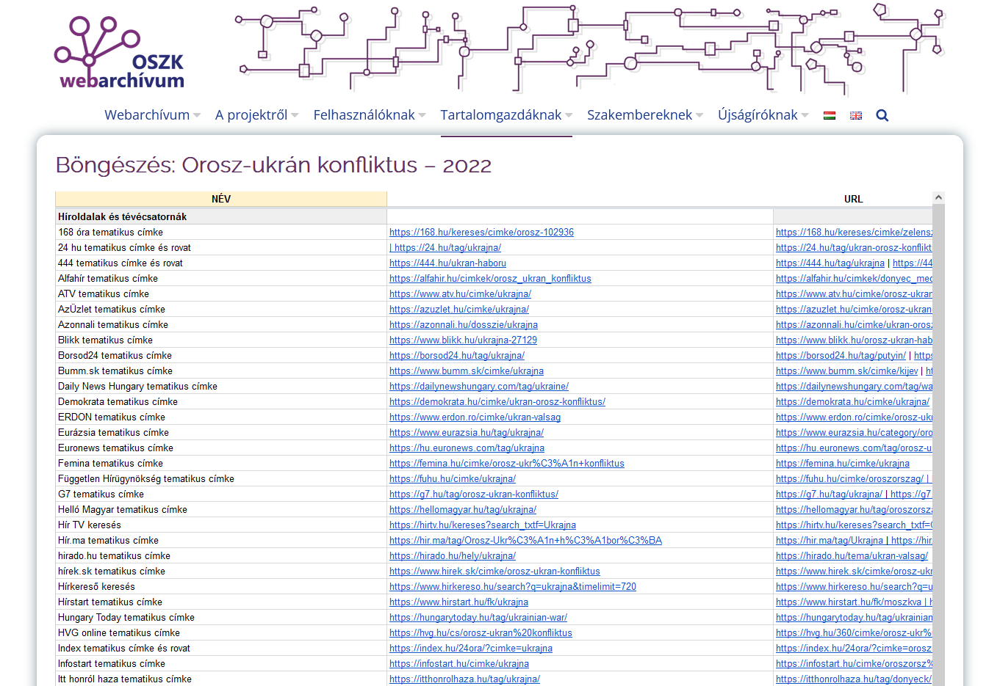 OSZK
webarchívum
Webarchívum A projektről Felhasználóknak Tartalomgazdáknak Szakembereknek Újságíróknak
Böngészés: Orosz-ukrán konfliktus – 2022
NÉV URL
Híroldalak és tévécsatornák
168 óra tematikus címke https://168.hu/kereses/cimke/orosz-102936 https://168.hu/kereses/cimke/zelensz
24 hu tematikus címke és rovat | https://24.hu/tag/ukrajna/ https://24.hu/tag/ukran-orosz-konflikt
444 tematikus címke és rovat https://444.hu/ukran-haboru https://444.hu/tag/ukrajna | https://44
Alfahír tematikus címke https://alfahir.hu/cimkek/orosz_ukran_konfliktus https://alfahir.hu/cimkek/donyec_med
ATV tematikus címke https://www.atv.hu/cimke/ukrajna/ https://www.atv.hu/cimke/orosz-ukran
AzÜzlet tematikus címke https://azuzlet.hu/cimke/ukrajna/ https://azuzlet.hu/cimke/orosz-ukran-
Azonnali tematikus címke https://azonnali.hu/dosszie/ukrajna https://azonnali.hu/cimke/ukran-orosz
Blikk tematikus címke https://www.blikk.hu/ukrajna-27129 https://www.blikk.hu/orosz-ukran-hab
Borsod24 tematikus címke https://borsod24.hu/tag/ukrajna/ https://borsod24.hu/tag/putyin/ | https
Bumm.sk tematikus címke https://www.bumm.sk/cimke/ukrajna https://www.bumm.sk/cimke/kijev | ht
Daily News Hungary tematikus címke https://dailynewshungary.com/tag/ukraine/ https://dailynewshungary.com/tag/wa
Demokrata tematikus címke https://demokrata.hu/cimke/ukran-orosz-konfliktus/ https://demokrata.hu/cimke/ukrajna/
ERDON tematikus címke https://www.erdon.ro/cimke/ukran-valsag https://www.erdon.ro/cimke/orosz-ukr
Eurázsia tematikus címke https://www.eurazsia.hu/tag/ukrajna/ https://www.eurazsia.hu/category/oro
Euronews tematikus címke https://hu.euronews.com/tag/ukrajna https://hu.euronews.com/tag/orosz-u
Femina tematikus címke https://femina.hu/cimke/orosz-ukr%C3%A1n+konfliktus https://femina.hu/cimke/ukrajna
Független Hírügynökség tematikus címke https://fuhu.hu/cimke/ukrajna/ https://fuhu.hu/cimke/oroszorszag/ |
G7 tematikus címke https://g7.hu/tag/orosz-ukran-konfliktus/ https://g7.hu/tag/ukrajna/ | https://g7.
Helló Magyar tematikus címke https://hellomagyar.hu/tag/ukrajna/ https://hellomagyar.hu/tag/oroszorsza
Hír TV keresés https://hirtv.hu/kereses?search_txtf=Ukrajna https://hirtv.hu/kereses?search_txtf=
Hír.ma tematikus címke https://hir.ma/tag/Orosz-Ukr%C3%A1n+h%C3%A1bor%C3%BA https://hir.ma/tag/Ukrajna | https://hir.
hirado.hu tematikus címke https://hirado.hu/hely/ukrajna/ https://hirado.hu/tema/ukran-valsag/
hírek.sk tematikus címke https://www.hirek.sk/cimke/orosz-ukran-konfliktus https://www.hirek.sk/cimke/orosz-ukr
Hírkereső keresés https://www.hirkereso.hu/search?q=ukrajna&timelimit=720 https://www.hirkereso.hu/search?q=u
Hírstart tematikus címke https://www.hirstart.hu/fk/ukrajna https://www.hirstart.hu/fk/moszkva | h
Hungary Today tematikus címke https://hungarytoday.hu/tag/ukrainian-war/ https://hungarytoday.hu/tag/ukrainian
HVG online tematikus címke https://hvg.hu/cs/orosz-ukran%20konfliktus https://hvg.hu/360/cimke/orosz-ukr%
Index tematikus címke és rovat https://index.hu/24ora/?cimke=ukrajna https://index.hu/24ora/?cimke=orosz
Infostart tematikus címke https://infostart.hu/cimke/ukrajna https://infostart.hu/cimke/oroszorsz%
Itt honról haza tematikus címke https://itthonrolhaza.hu/tag/ukrajna/ https://itthonrolhaza.hu/tag/donyeck/